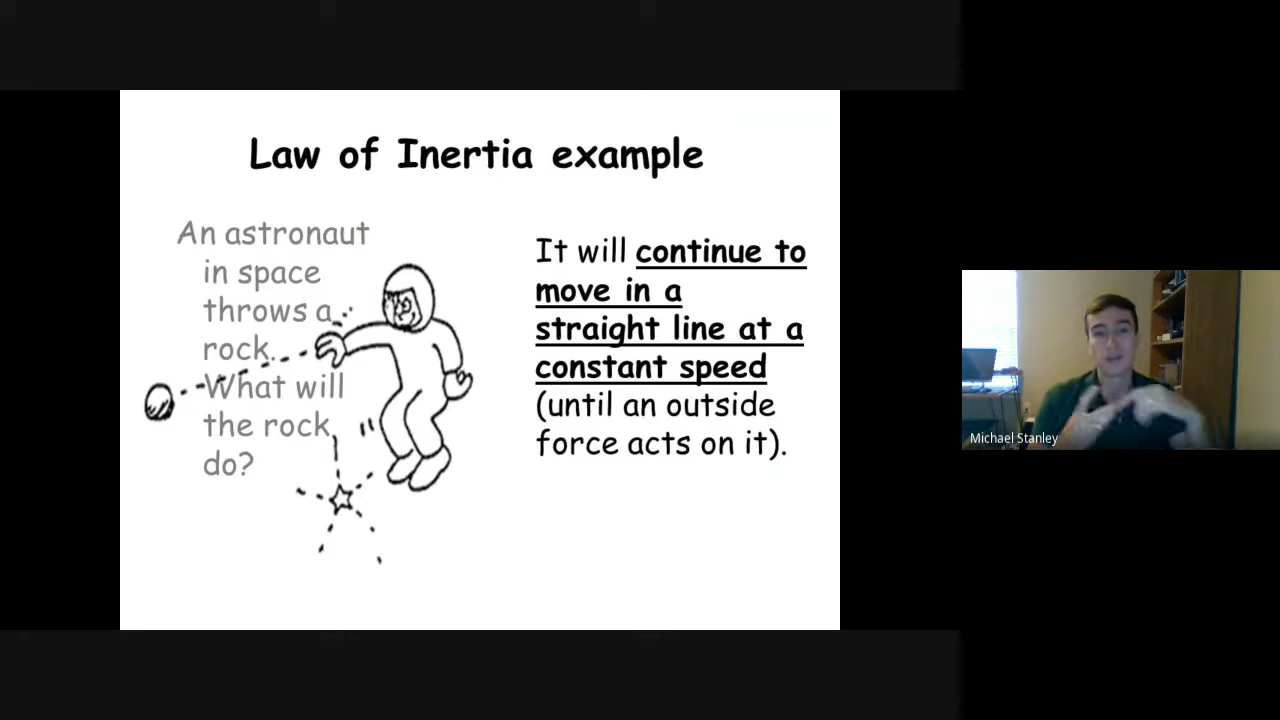 Law of Inertia example
An astronaut
in space
throws a
rock.
What will
the rock
do?
It will continue to
move in a
straight line at a
constant speed
(until an outside
force acts on it).
Michael Stanley